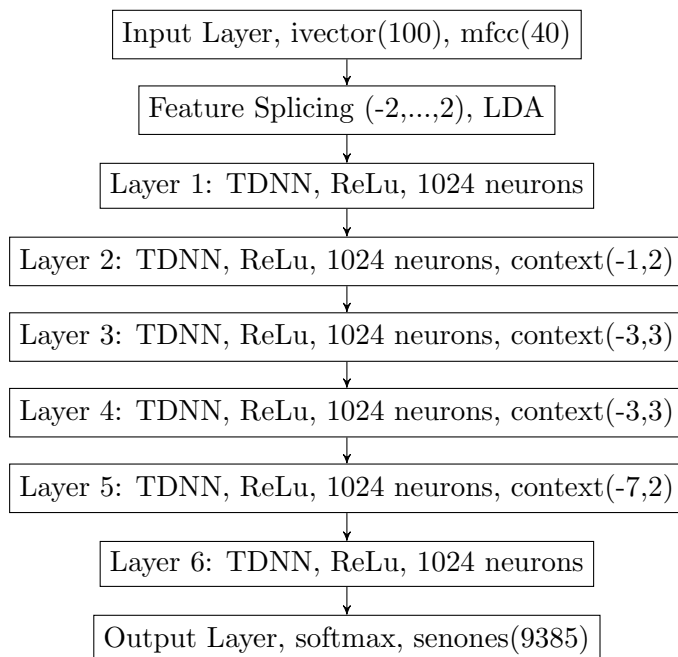 Input Layer, ivector(100), mfcc(40)
Feature Splicing (-2,...,2), LDA
Layer 1: TDNN, ReLu, 1024 neurons
Layer 2: TDNN, ReLu, 1024 neurons, context(-1,2)
Layer 3: TDNN, ReLu, 1024 neurons, context(-3,3)
Layer 4: TDNN, ReLu, 1024 neurons, context(-3,3)
Layer 5: TDNN, ReLu, 1024 neurons, context(-7,2)
Layer 6: TDNN, ReLu, 1024 neurons
Output Layer, softmax, senones(9385)